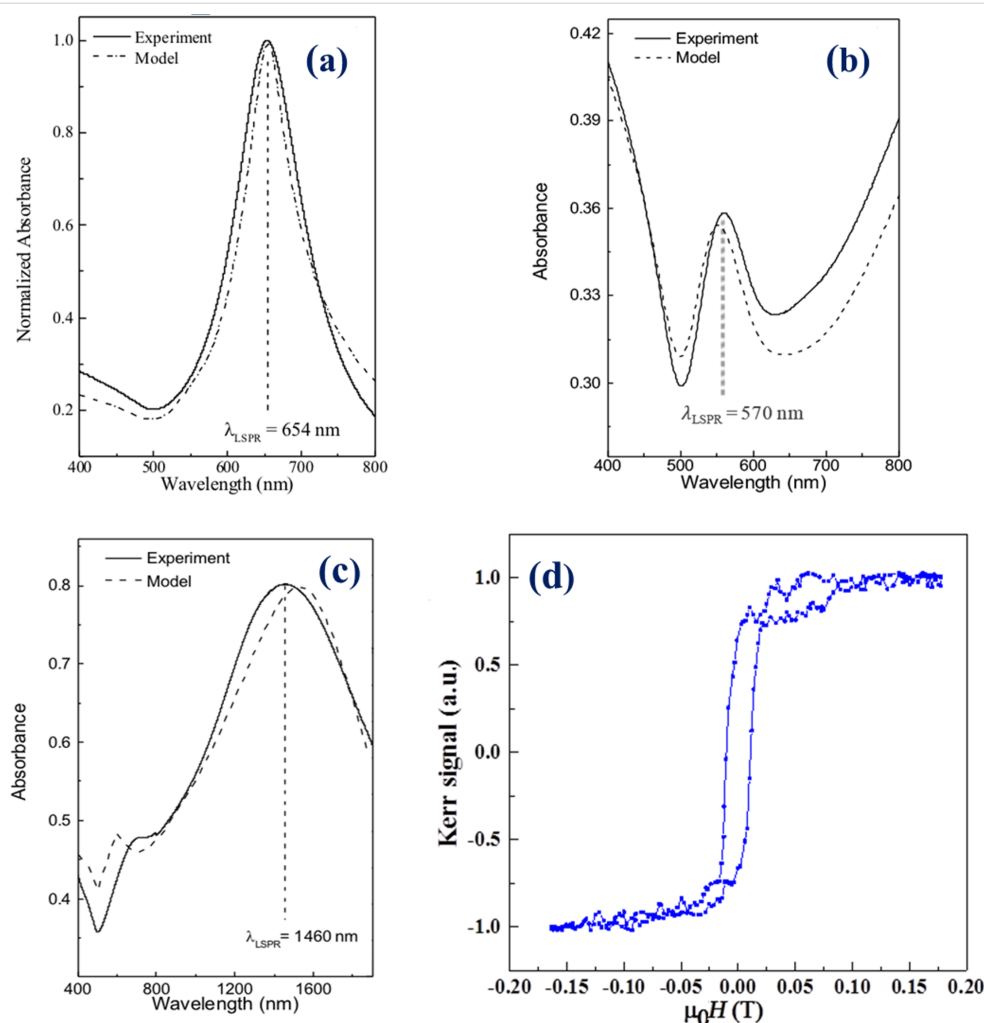 Experiment
Model
(a)
Normalized Absorbance
1.0
0.8
0.6
0.4
0.2
λLSPR = 654 nm
400 500 600 700 800
Wavelength (nm)
Experiment
Model
(b)
Absorbance
0.42
0.39
0.36
0.33
0.30
λLSPR = 570 nm
400 500 600 700 800
Wavelength (nm)
Experiment
Model
(c)
Absorbance
0.8
0.7
0.6
0.5
0.4
λLSPR= 1460 nm
400 800 1200 1600
Wavelength (nm)
(d)
Kerr signal (a.u.)
1.0
0.5
0.0
-0.5
-1.0
-0.20 -0.15 -0.10 -0.05 0.00 0.05 0.10 0.15 0.20
μ0H (T)